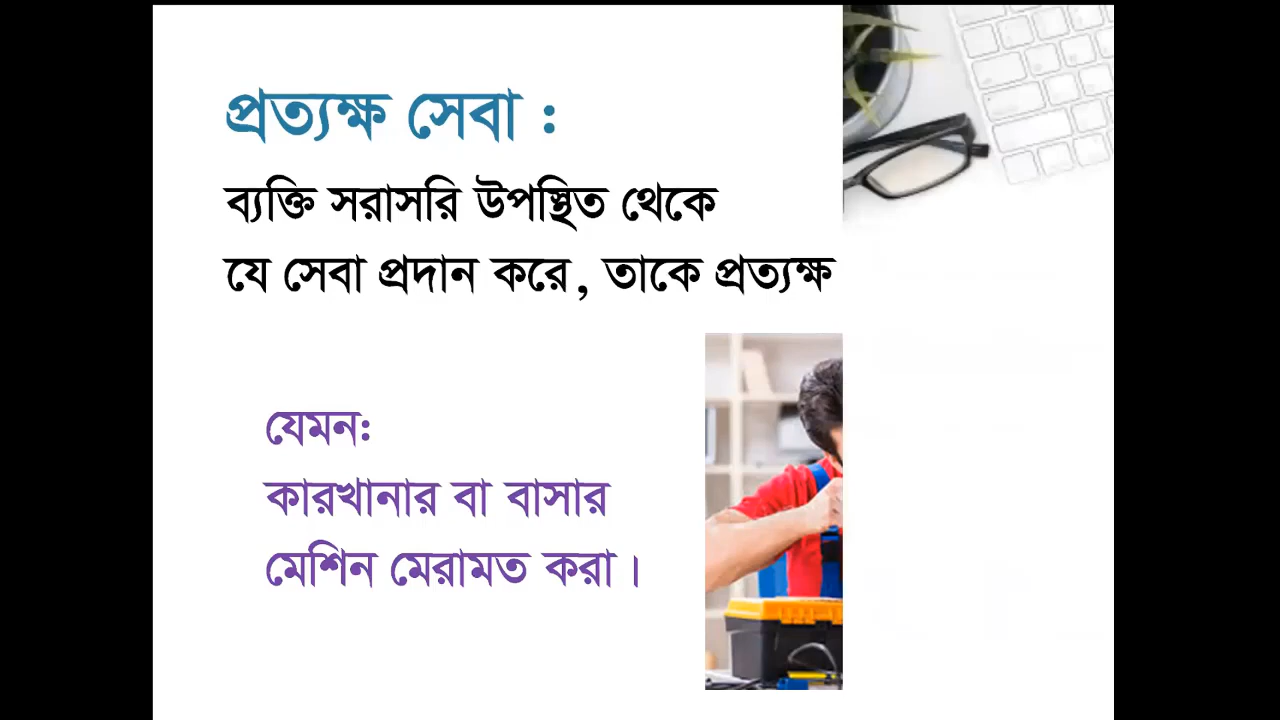 প্রত্যক্ষ সেবা :
ব্যক্তি সরাসরি উপস্থিত থেকে
যে সেবা প্রদান করে, তাকে প্রত্যক্ষ
যেমন:
কারখানার বা বাসার
মেশিন মেরামত করা।